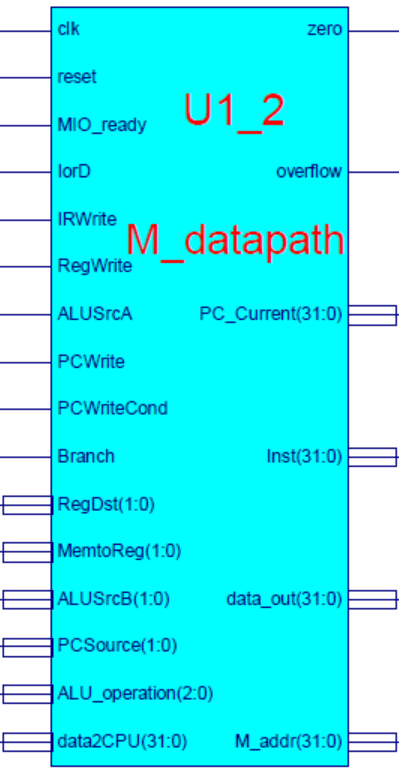 clk zero
reset
MIO_ready U1_2
IorD overflow
IRWrite
M_datapath
RegWrite
ALUSrcA PC_Current(31:0)
PCWrite
PCWriteCond
Branch Inst(31:0)
RegDst(1:0)
MemtoReg(1:0)
ALUSrcB(1:0) data_out(31:0)
PCSource(1:0)
ALU_operation(2:0)
data2CPU(31:0) M_addr(31:0)